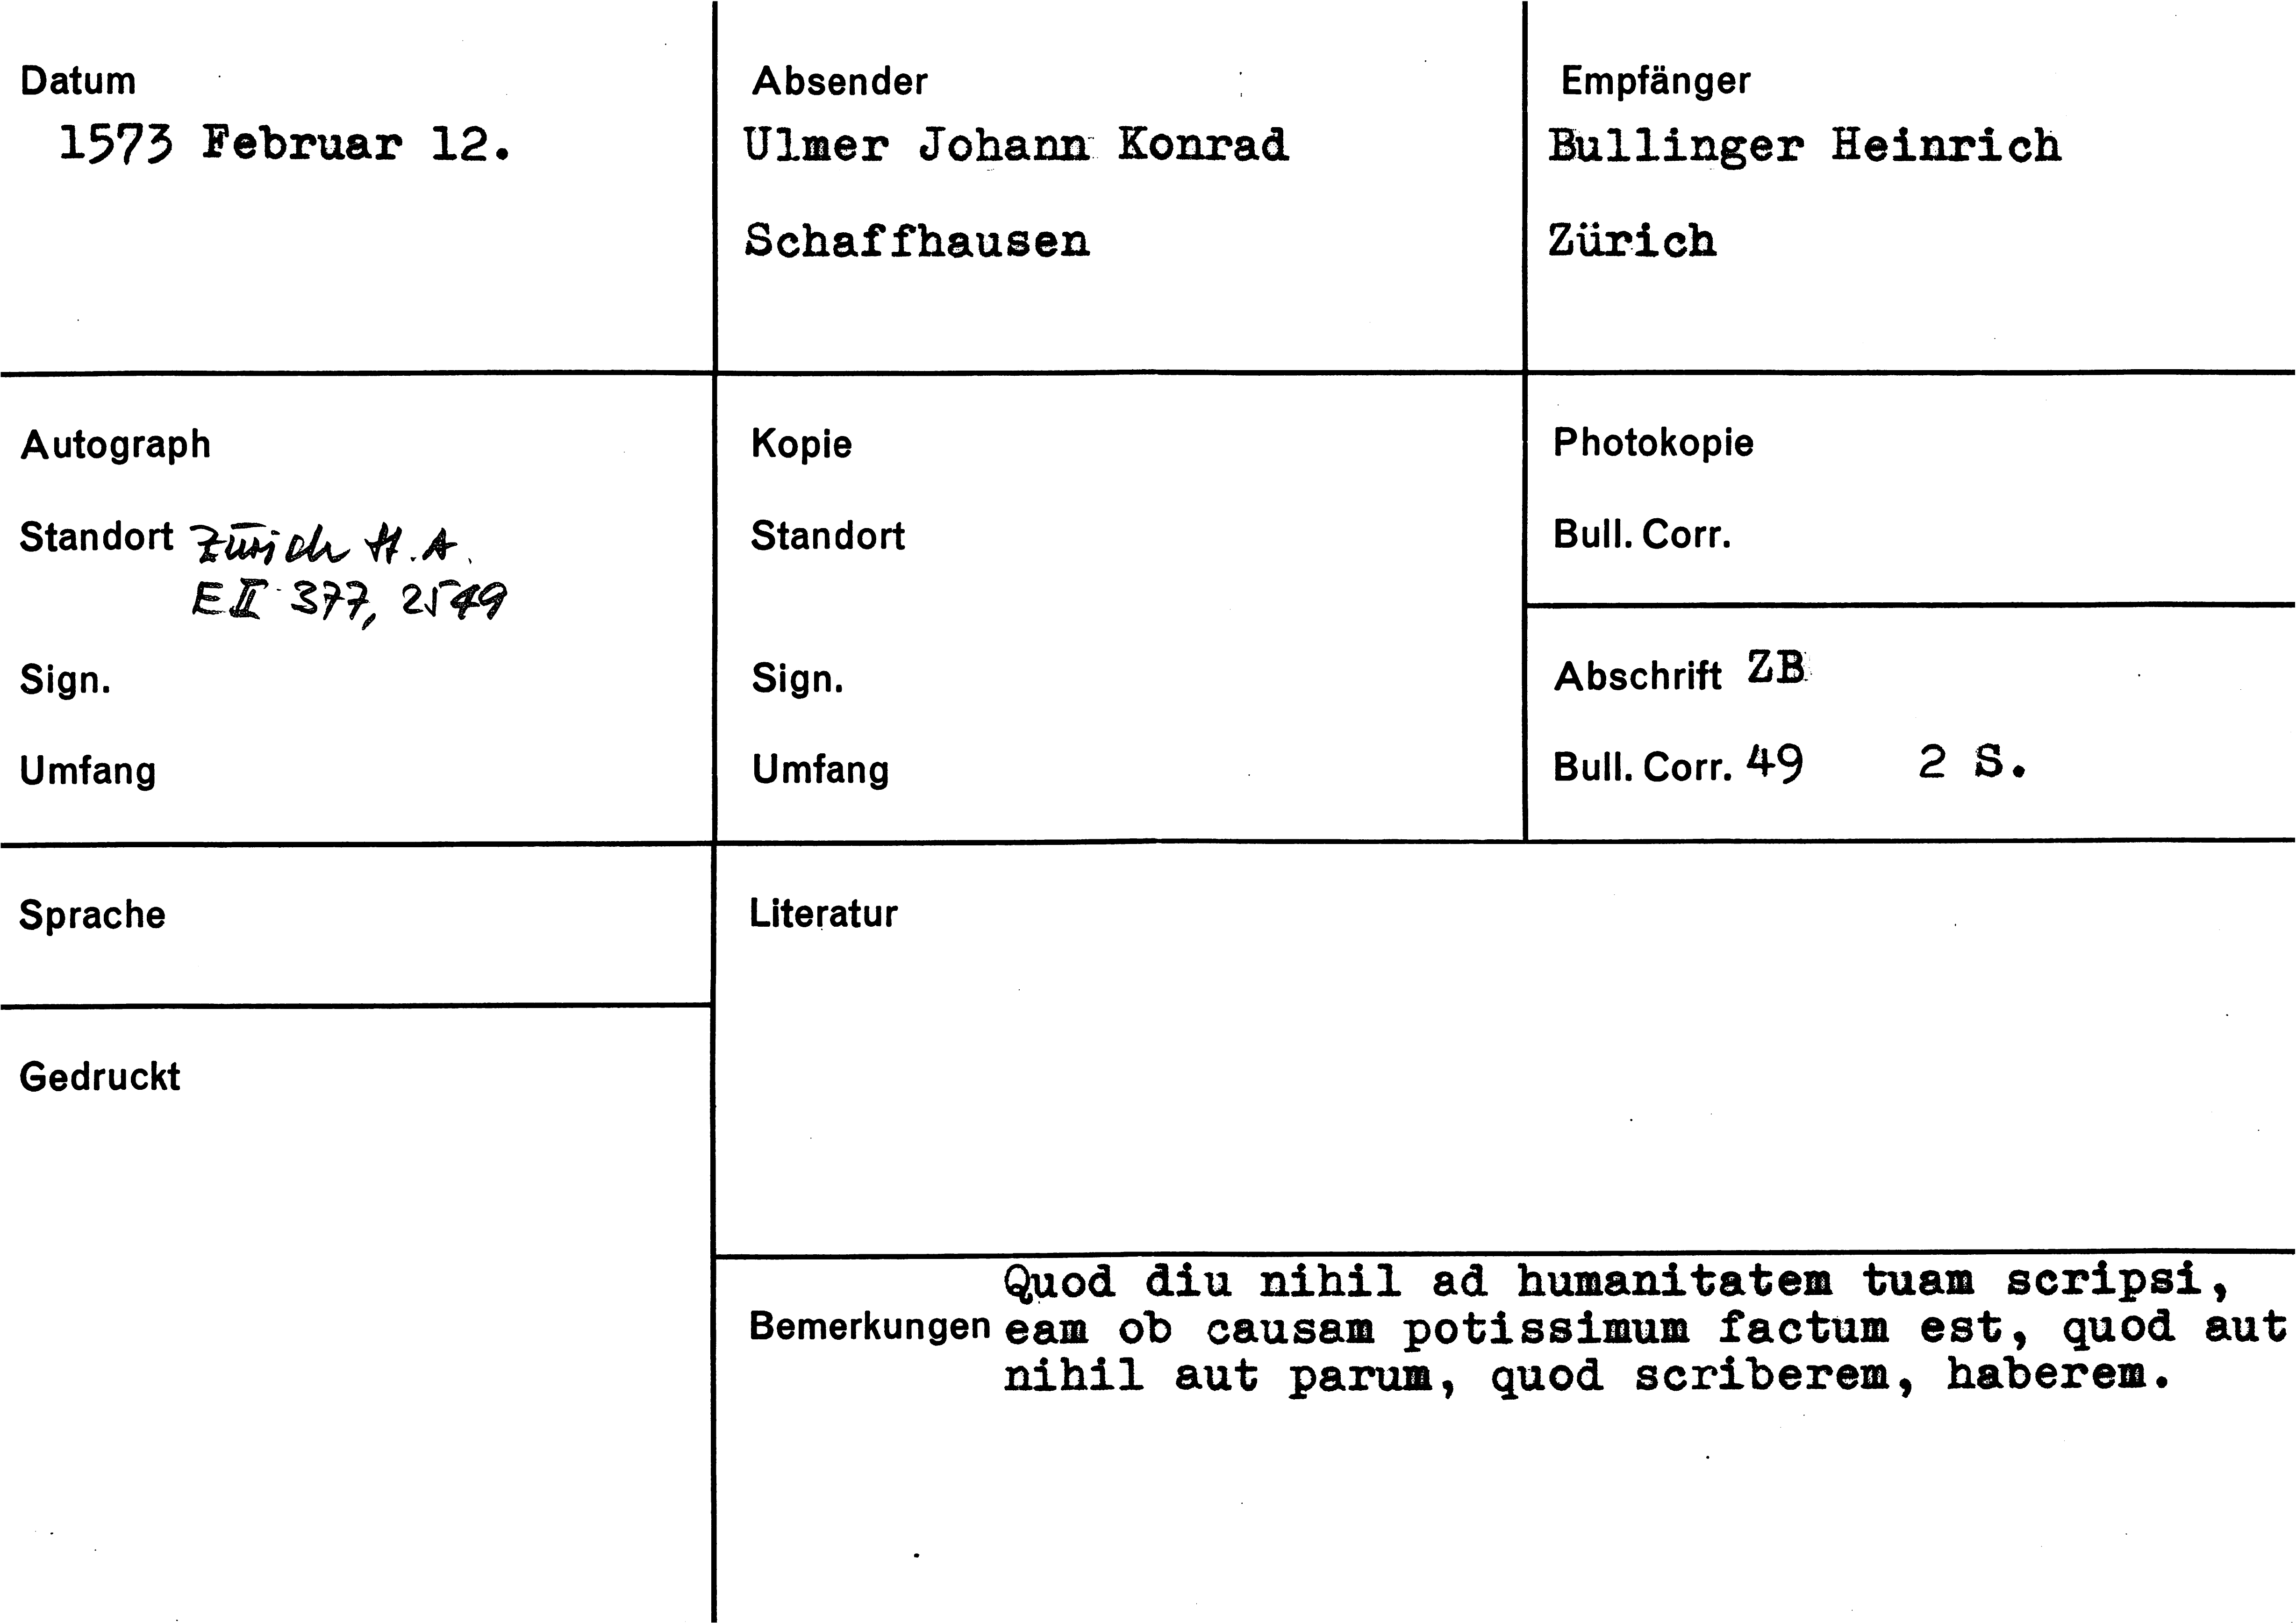 Datum
1573 Februar 12.
Absender
Ulmer Johann Konrad
Schaffhausen
Empfänger
Bullinger Heinrich
Zürich
Autograph
Standort Zürich H.A.
E II 377, 2549
Sign.
Umfang
Kopie
Standort
Sign.
Umfang
Photokopie
Bull. Corr.
Abschrift ZB
Bull. Corr. 49 2 S.
Sprache
Gedruckt
Literatur
Quod diu nihil ad humanitatem tuam scripsi,
Bemerkungen eam ob causam potissimum factum est, quod aut
nihil aut parum, quod scriberem, haberem.